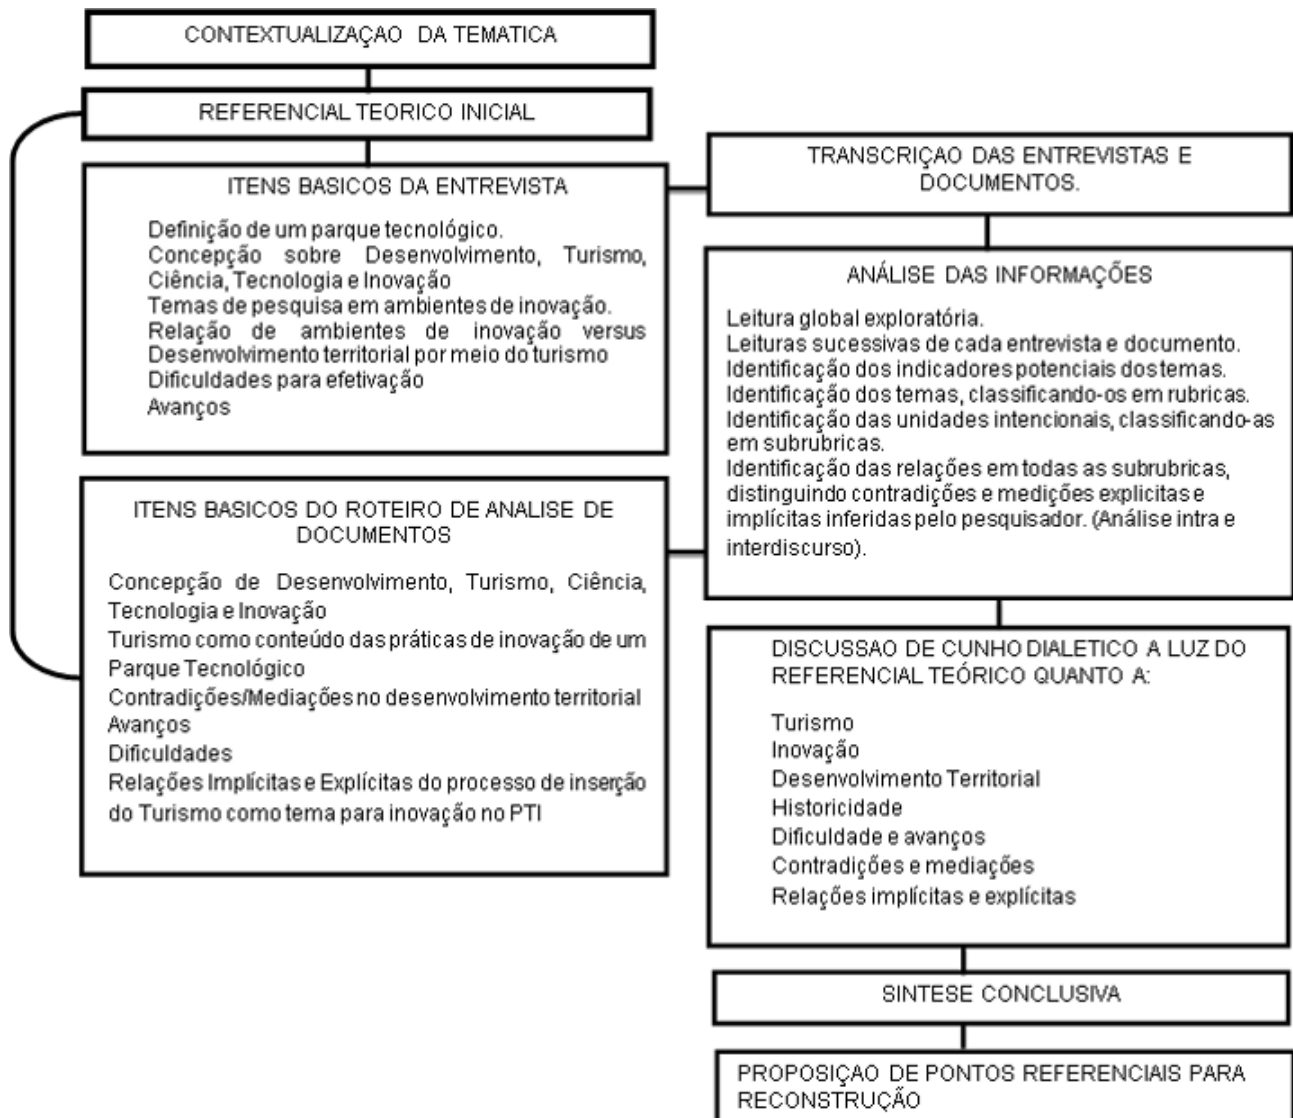 CONTEXTUALIZAÇAO DA TEMATICA
REFERENCIAL TEORICO INICIAL
ITENS BASICOS DA ENTREVISTA
Definição de um parque tecnológico.
Concepção sobre Desenvolvimento, Turismo,
Ciência, Tecnologia e Inovação
Temas de pesquisa em ambientes de inovação.
Relação de ambientes de inovação versus
Desenvolvimento territorial por meio do turismo
Dificuldades para efetivação
Avanços
ITENS BASICOS DO ROTEIRO DE ANALISE DE
DOCUMENTOS
Concepção de Desenvolvimento, Turismo, Ciência,
Tecnologia e Inovação
Turismo como conteúdo das práticas de inovação de um
Parque Tecnológico
Contradições/Mediações no desenvolvimento territorial
Avanços
Dificuldades
Relações Implícitas e Explícitas do processo de inserção
do Turismo como tema para inovação no PTI
TRANSCRIÇAO DAS ENTREVISTAS E
DOCUMENTOS.
ANÁLISE DAS INFORMAÇÕES
Leitura global exploratória.
Leituras sucessivas de cada entrevista e documento.
Identificação dos indicadores potenciais dos temas.
Identificação dos temas, classificando-os em rubricas.
Identificação das unidades intencionais, classificando-as
em subrubricas.
Identificação das relações em todas as subrubricas,
distinguindo contradições e medições explicitas e
implícitas inferidas pelo pesquisador. (Análise intra e
interdiscurso).
DISCUSSAO DE CUNHO DIALETICO A LUZ DO
REFERENCIAL TEÓRICO QUANTO A:
Turismo
Inovação
Desenvolvimento Territorial
Historicidade
Dificuldade e avanços
Contradições e mediações
Relações implícitas e explícitas
SINTESE CONCLUSIVA
PROPOSIÇAO DE PONTOS REFERENCIAIS PARA
RECONSTRUÇÃO